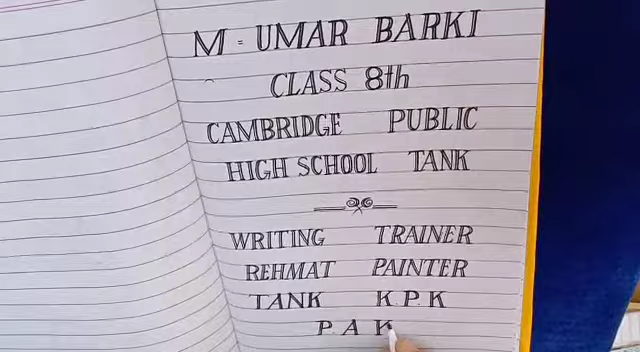 M - UMAR BARKI
CLASS 8th
CAMBRIDGE PUBLIC
HIGH SCHOOL TANK
WRITING TRAINER
REHMAT PAINTER
TANK K.P.K
P.A.K